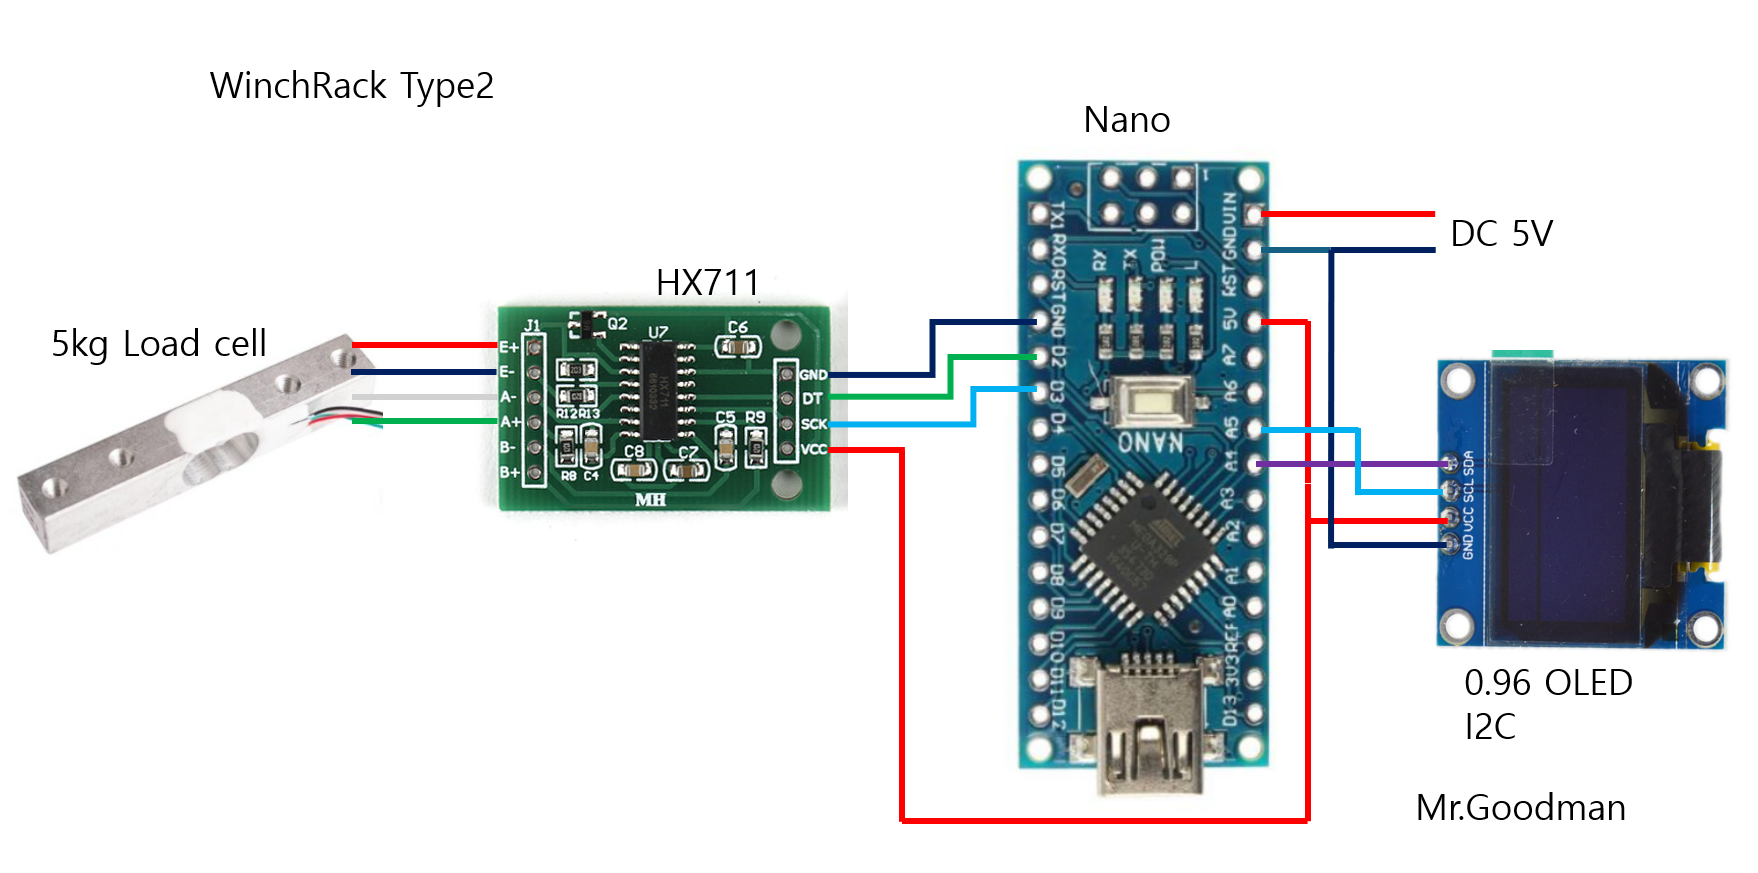 WinchRack Type2
Nano
DC 5V
HX711
5kg Load cell
J1
Q2
U7
C6
E+
E-
A-
A+
B-
B+
R12 R13
R8 C4
C8
C7
C5 R9
MH
HX711
GND
DT
SCK
VCC
TX1
RX0
RST
GND
D2
D3
D4
D5
D6
D7
D8
D9
D10
D11
D12
1
RX
TX
POW
L
NANO
VIN
GND
RST
5V
A7
A6
A5
A4
A3
A2
A1
A0
REF
3V3
D13
SDA
SCL
VCC
GND
0.96 OLED
I2C
Mr.Goodman